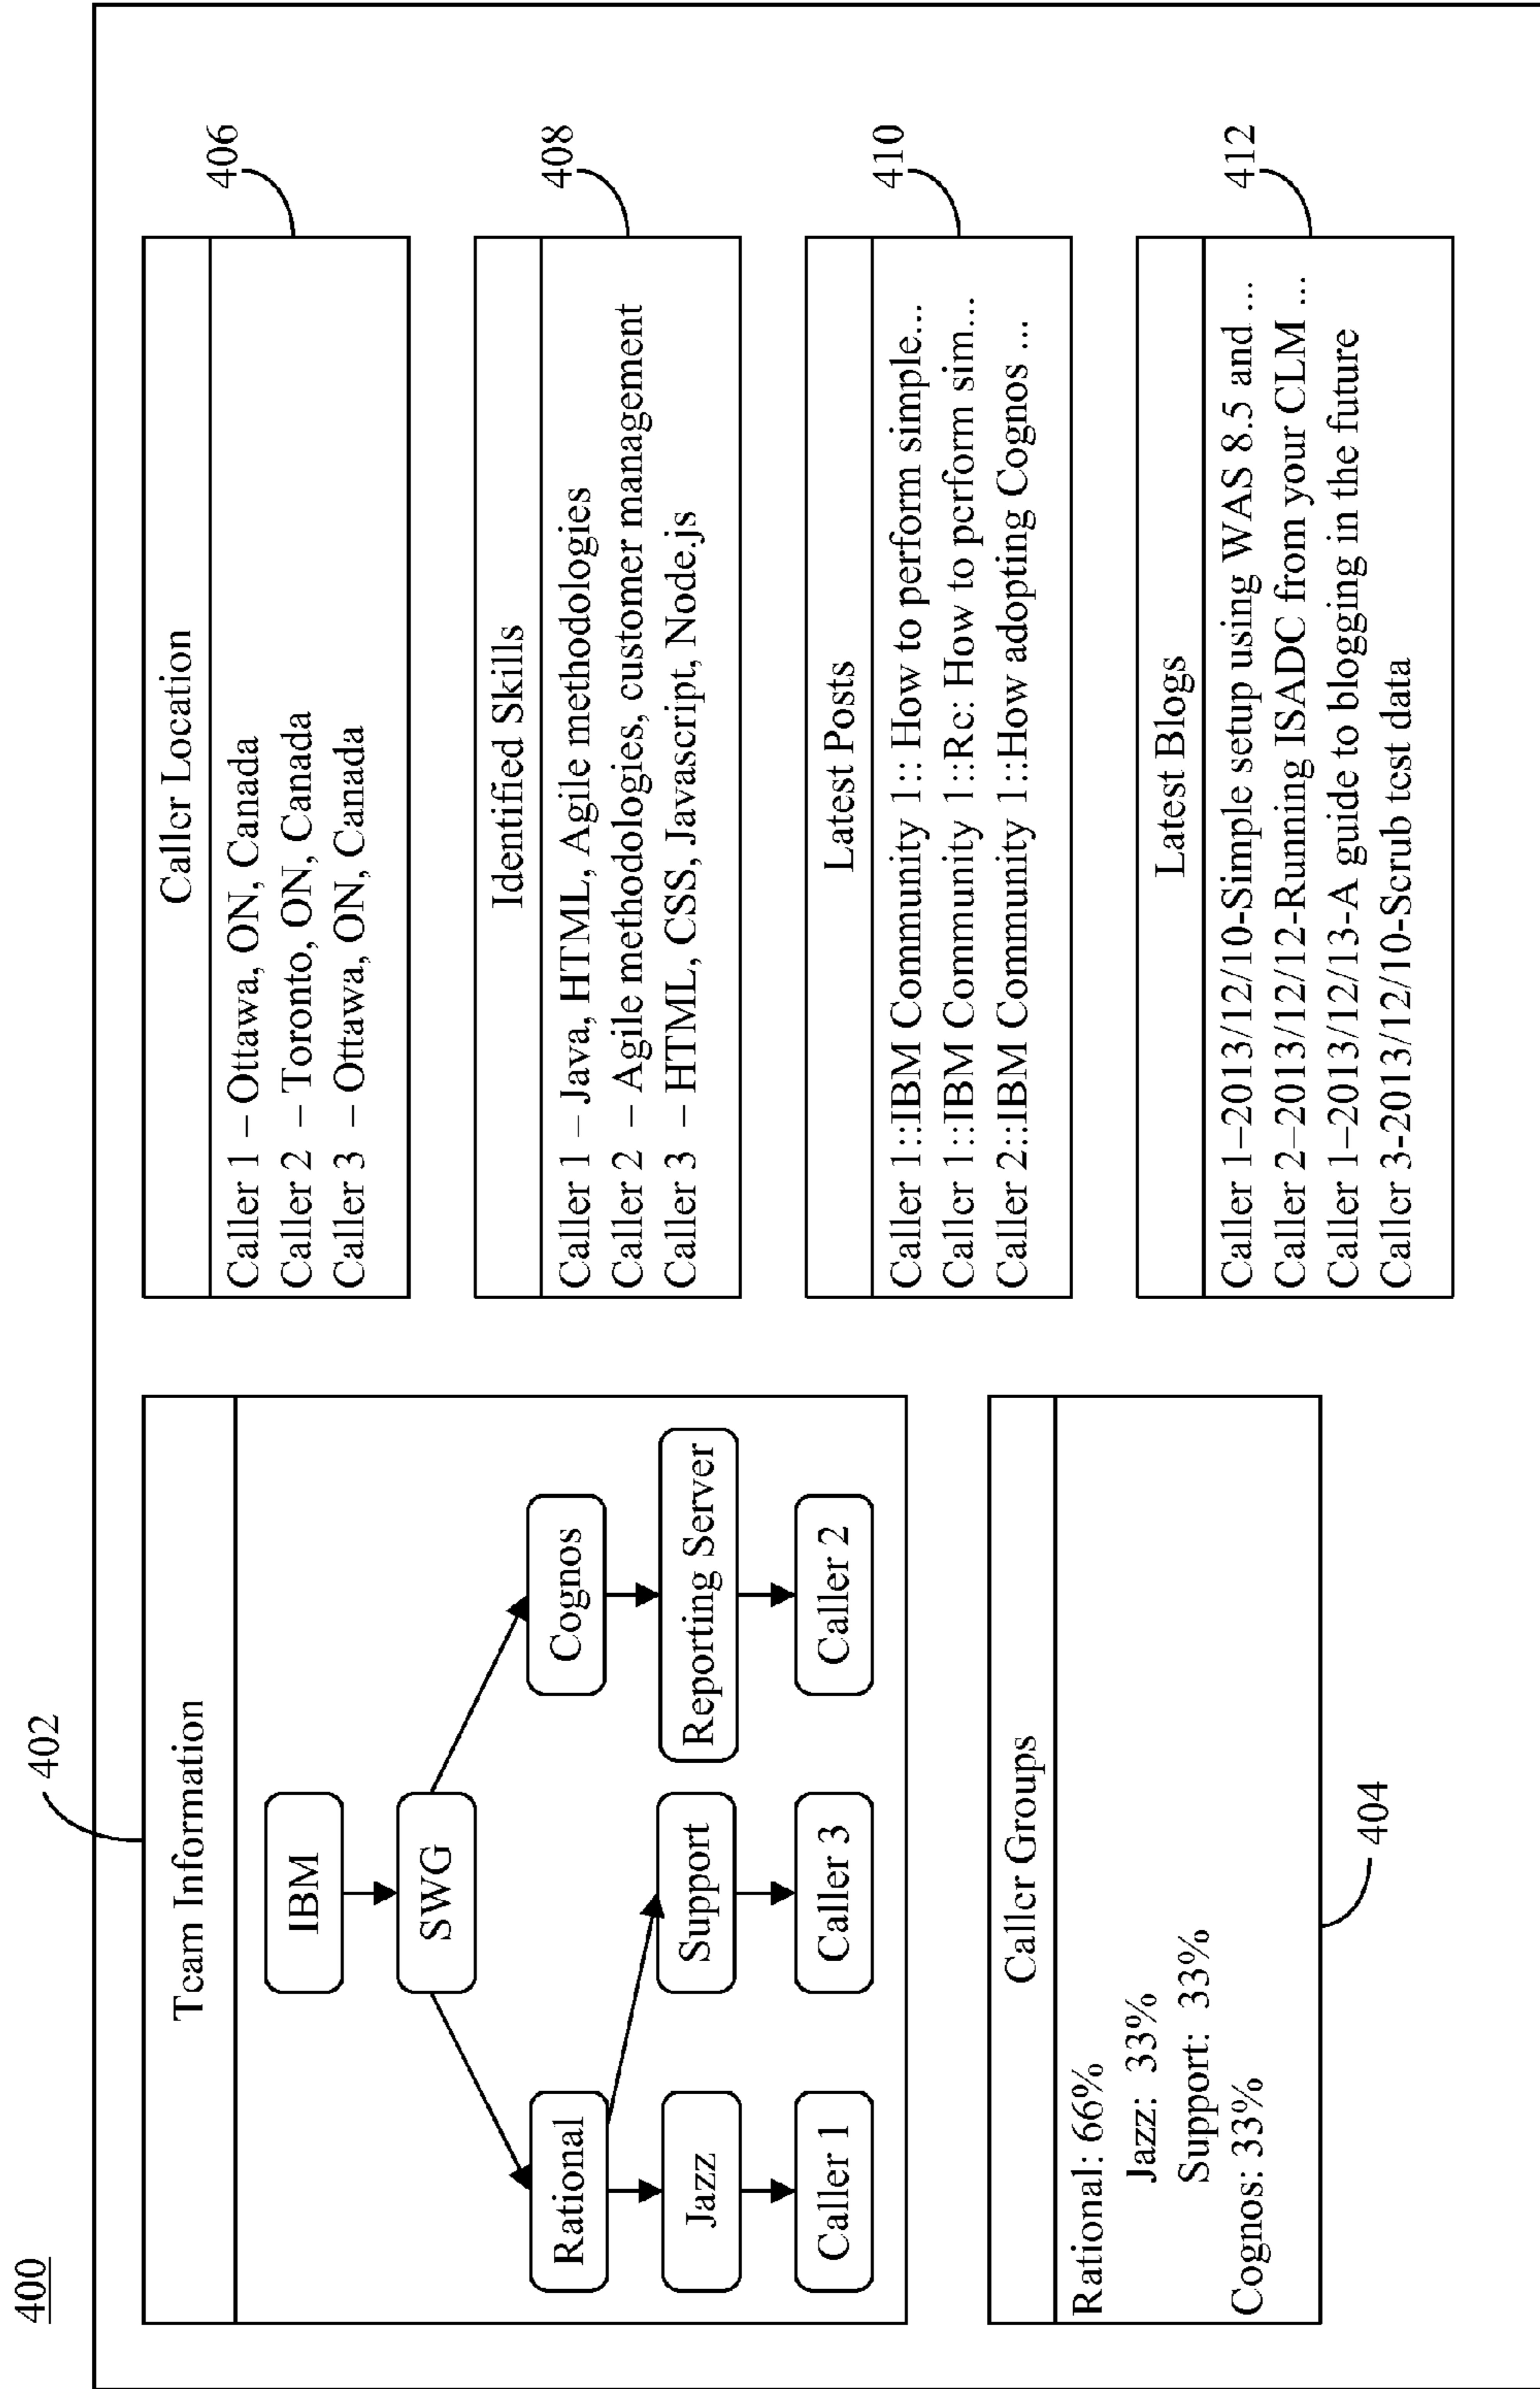 400
402
Team Information
IBM
SWG
Rational
Cognos
Jazz
Support
Reporting Server
Caller 1
Caller 3
Caller 2
Caller Groups
Rational: 66%
Jazz: 33%
Support: 33%
Cognos: 33%
404
Caller Location
Caller 1 – Ottawa, ON, Canada
Caller 2 – Toronto, ON, Canada
Caller 3 – Ottawa, ON, Canada
406
Identified Skills
Caller 1 – Java, HTML, Agile methodologies
Caller 2 – Agile methodologies, customer management
Caller 3 – HTML, CSS, Javascript, Node.js
408
Latest Posts
Caller 1::IBM Community 1:: How to perform simple...
Caller 1::IBM Community 1::Re: How to perform sim...
Caller 2::IBM Community 1::How adopting Cognos ...
410
Latest Blogs
Caller 1–2013/12/10-Simple setup using WAS 8.5 and ...
Caller 2–2013/12/12-Running ISADC from your CLM ...
Caller 1–2013/12/13-A guide to blogging in the future
Caller 3-2013/12/10-Scrub test data
412